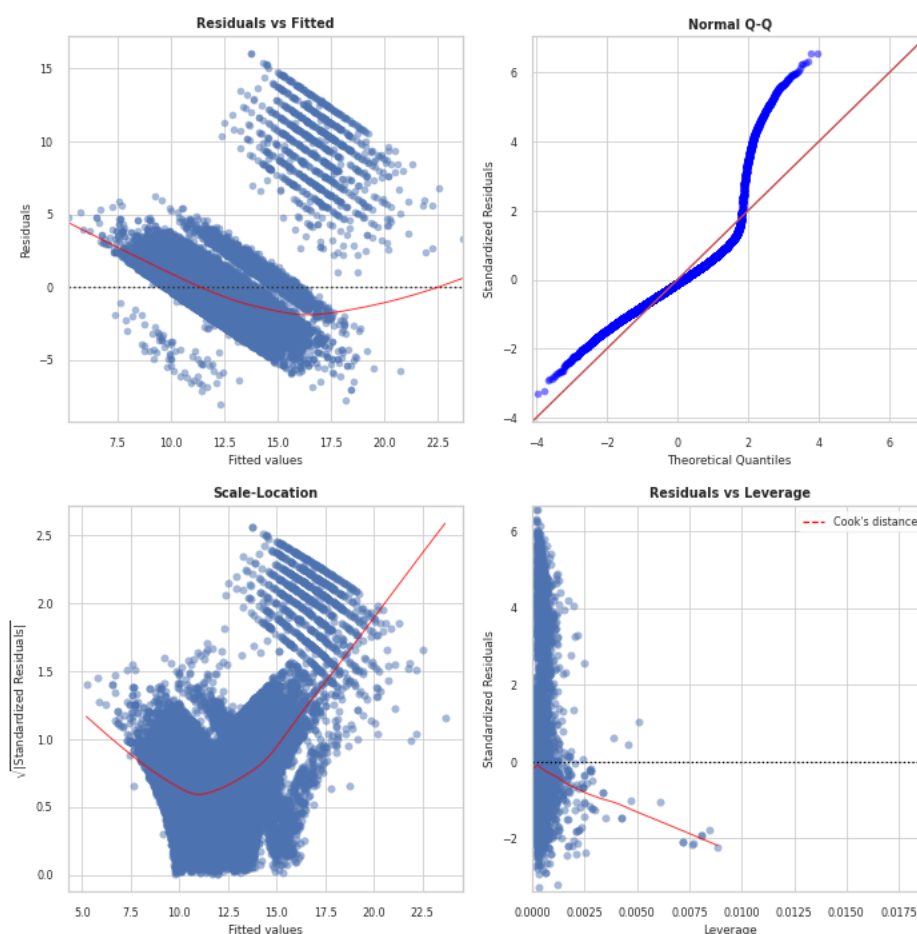 Residuals vs Fitted
Residuals
15
10
5
0
−5
7.5 10.0 12.5 15.0 17.5 20.0 22.5
Fitted values
Normal Q-Q
Standardized Residuals
6
4
2
0
−2
−4
−4 −2 0 2 4 6
Theoretical Quantiles
Scale-Location
√|Standardized Residuals|
2.5
2.0
1.5
1.0
0.5
0.0
5.0 7.5 10.0 12.5 15.0 17.5 20.0 22.5
Fitted values
Residuals vs Leverage
Cook's distance
Standardized Residuals
6
4
2
0
−2
0.0000 0.0025 0.0050 0.0075 0.0100 0.0125 0.0150 0.0175
Leverage